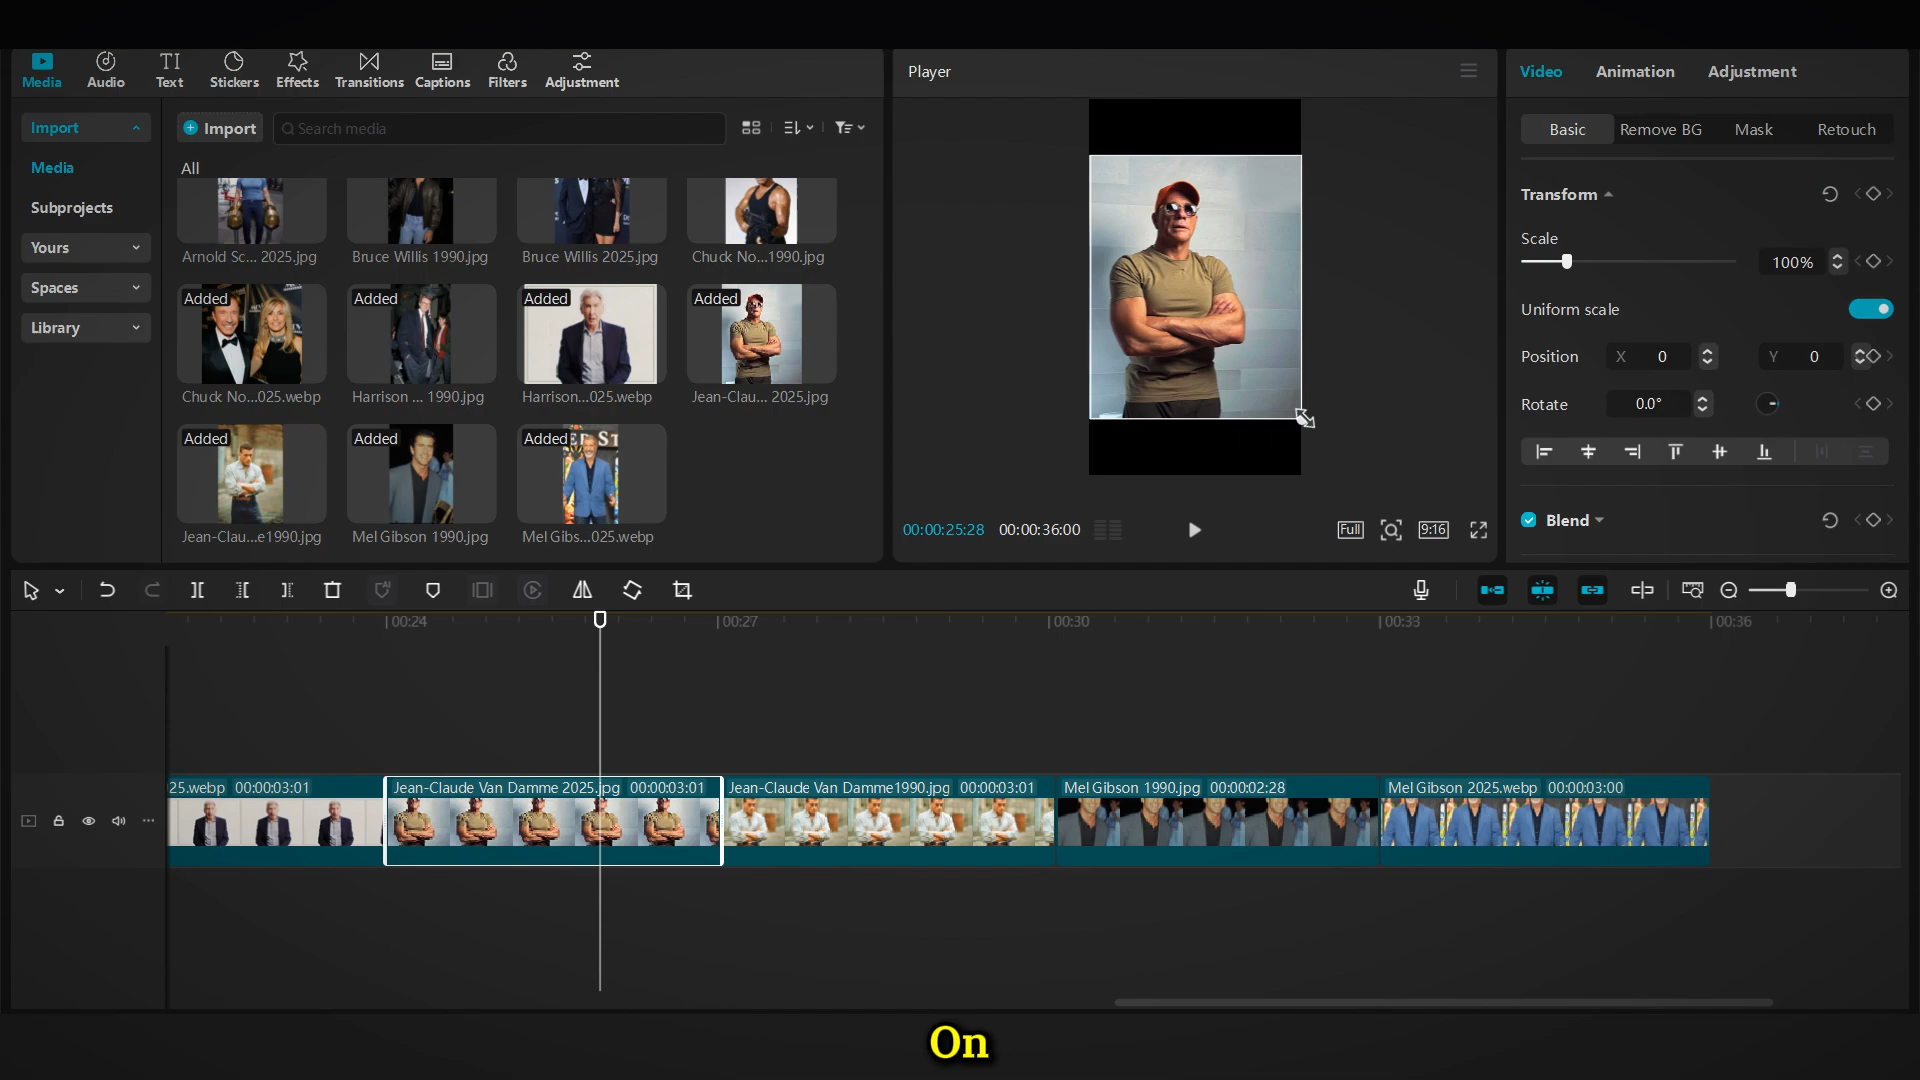 Media
Audio
Text
Stickers
Effects
Transitions
Captions
Filters
Adjustment
Import
Media
Subprojects
Yours
Spaces
Library
Import
Search media
All
Arnold Sc... 2025.jpg
Bruce Willis 1990.jpg
Bruce Willis 2025.jpg
Chuck No...1990.jpg
Added
Added
Added
Added
Chuck No...025.webp
Harrison ... 1990.jpg
Harrison...025.webp
Jean-Clau... 2025.jpg
Added
Added
Added
Jean-Clau...e1990.jpg
Mel Gibson 1990.jpg
Mel Gibs...025.webp
Player
00:00:25:28 00:00:36:00
Full
9:16
Video
Animation
Adjustment
Basic
Remove BG
Mask
Retouch
Transform
Scale
100%
Uniform scale
Position X 0 Y 0
Rotate 0.0°
Blend
00:24
00:27
00:30
00:33
00:36
25.webp 00:00:03:01
Jean-Claude Van Damme 2025.jpg 00:00:03:01
Jean-Claude Van Damme1990.jpg 00:00:03:01
Mel Gibson 1990.jpg 00:00:02:28
Mel Gibson 2025.webp 00:00:03:00
On